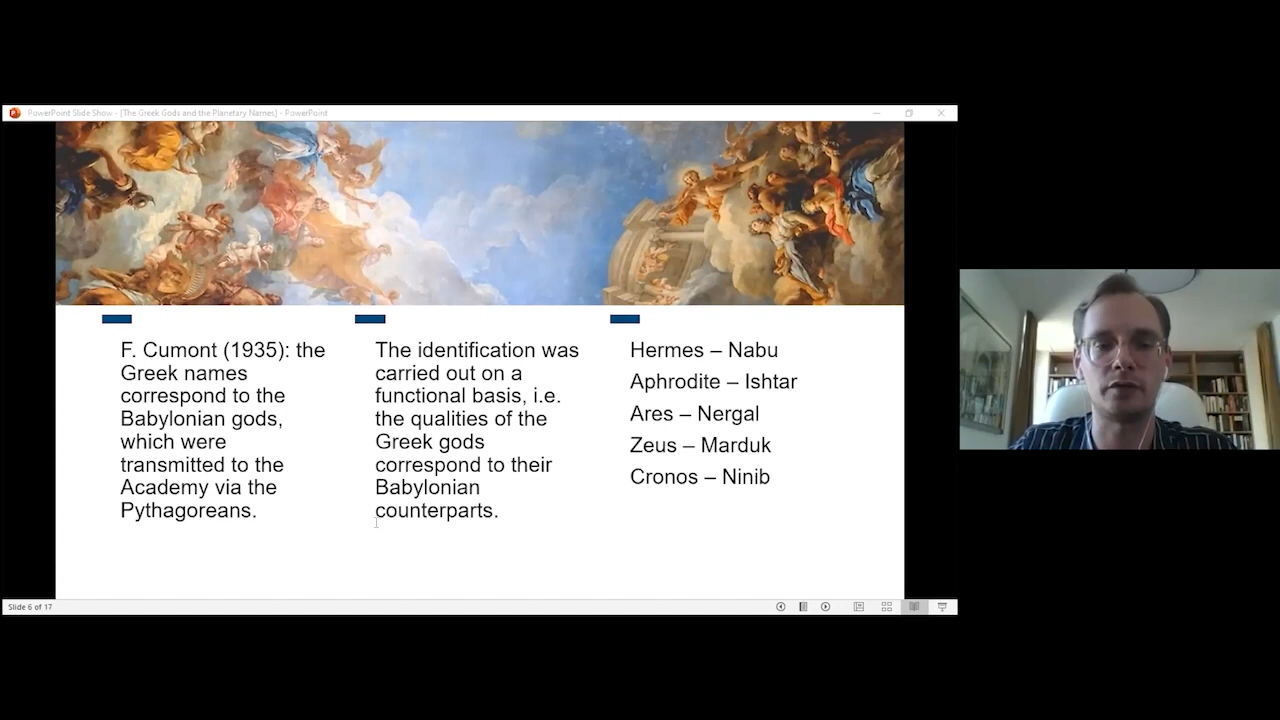 PowerPoint Slide Show - [The Greek Gods and the Planetary Names] - PowerPoint
F. Cumont (1935): the
Greek names
correspond to the
Babylonian gods,
which were
transmitted to the
Academy via the
Pythagoreans.
The identification was
carried out on a
functional basis, i.e.
the qualities of the
Greek gods
correspond to their
Babylonian
counterparts.
Hermes – Nabu
Aphrodite – Ishtar
Ares – Nergal
Zeus – Marduk
Cronos – Ninib
Slide 6 of 17